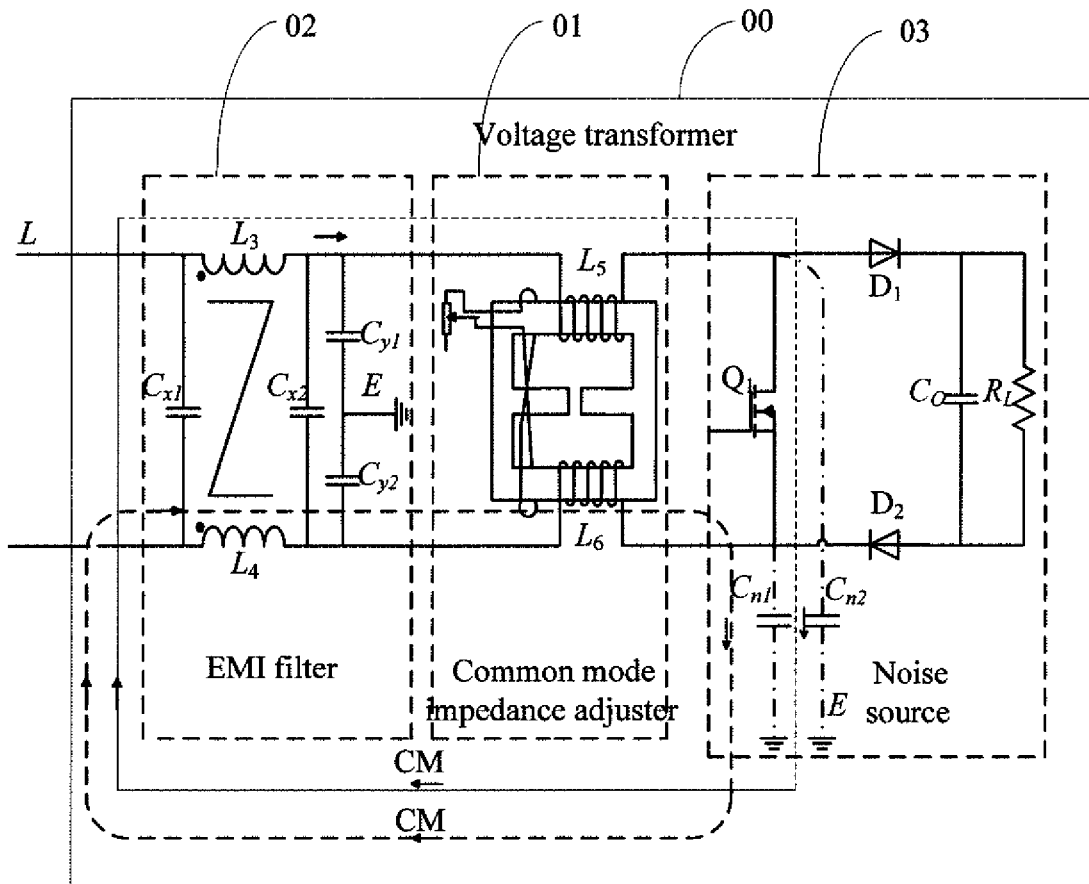 02
01
00
03
Voltage transformer
L
L3
L5
D1
Cy1
Cx1
Cx2
E
Q1
CO
RL
Cy2
D2
L4
L6
Cn1
Cn2
EMI filter
Common mode
impedance adjuster
Noise
source
E
CM
CM